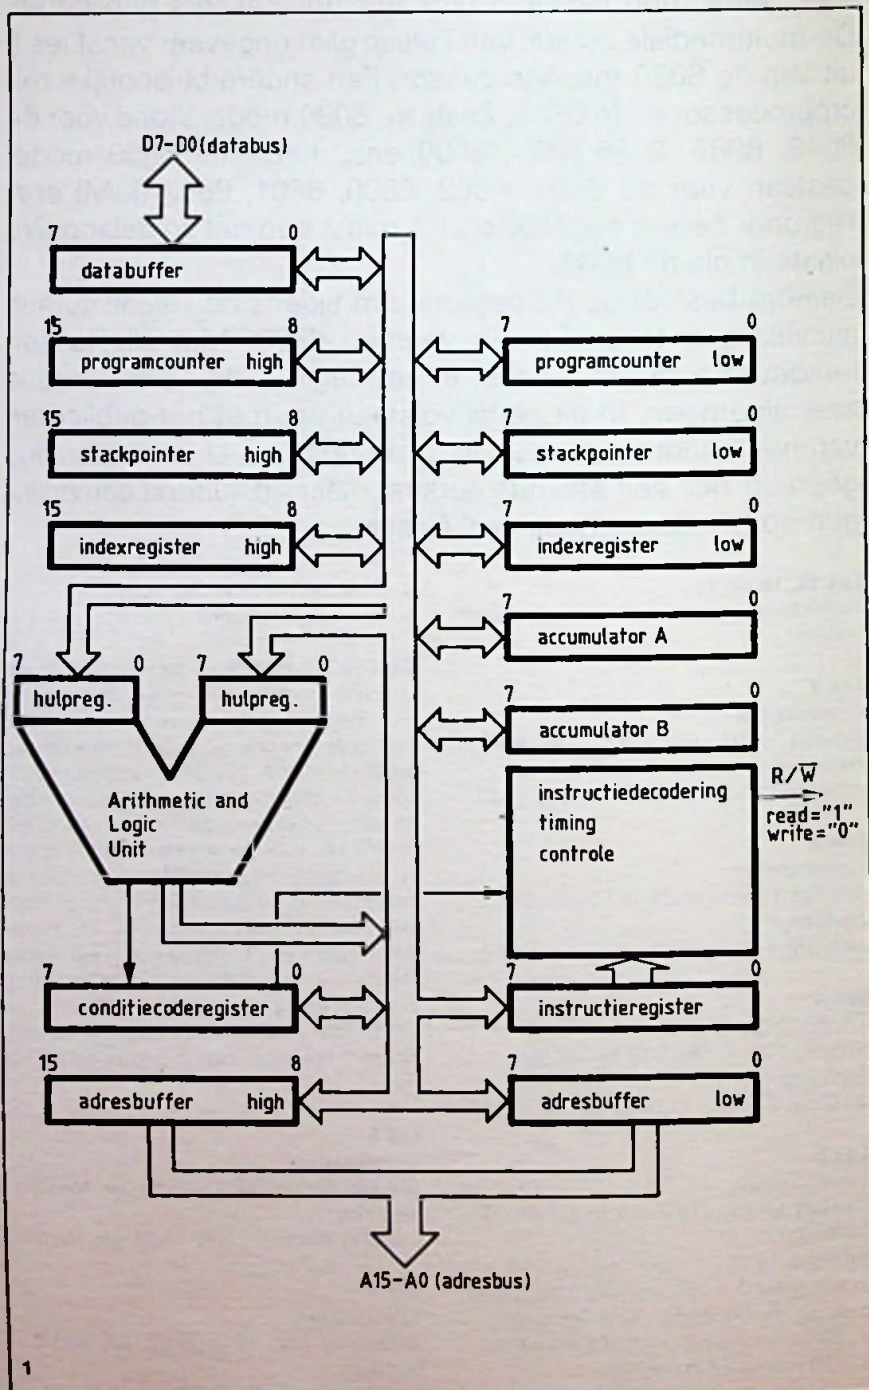 D7-D0(databus)
7 0
databuffer
15 8
programcounter high
7 0
programcounter low
15 8
stackpointer high
7 0
stackpointer low
15 8
indexregister high
7 0
indexregister low
7 0
accumulator A
7 0
accumulator B
7 0 7 0
hulpreg. hulpreg.
Arithmetic and
Logic
Unit
instructiedecodering
timing
controle
R/W̅
read="1"
write="0"
7 0
conditiecoderegister
7 0
instructieregister
15 8
adresbuffer high
7 0
adresbuffer low
A15-A0 (adresbus)
1